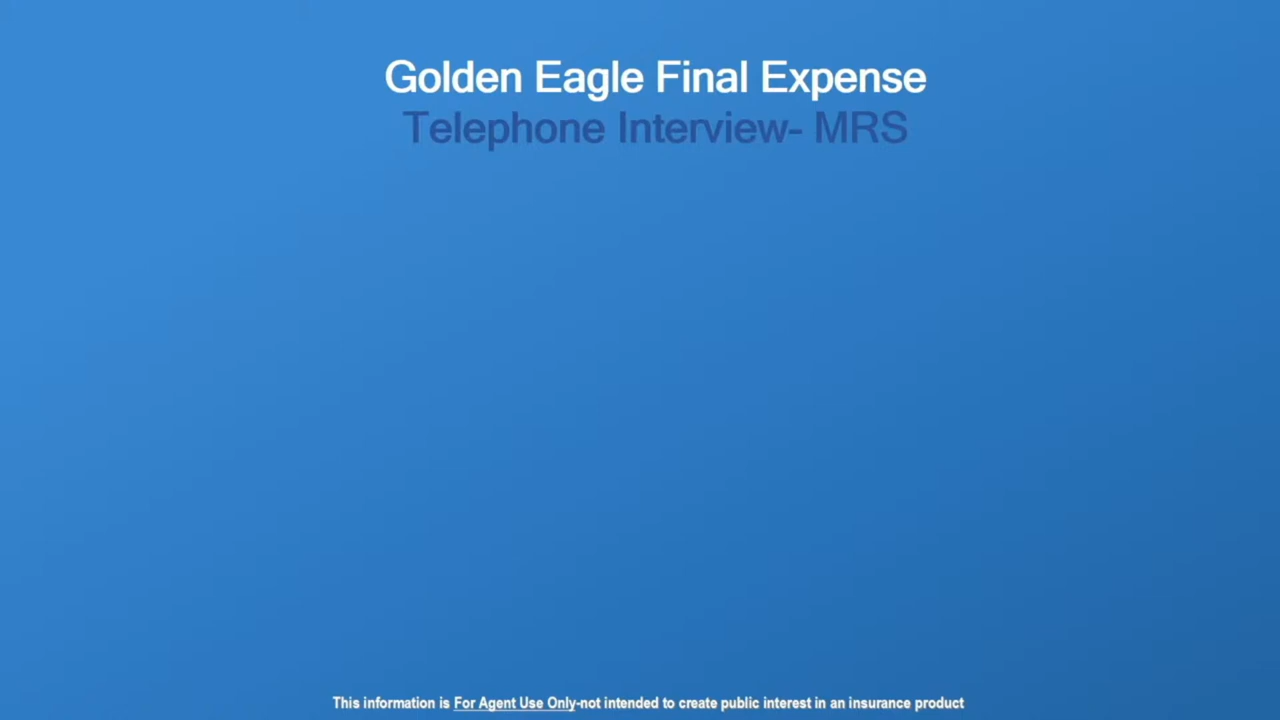 Golden Eagle Final Expense
Telephone Interview- MRS
This information is For Agent Use Only-not intended to create public interest in an insurance product